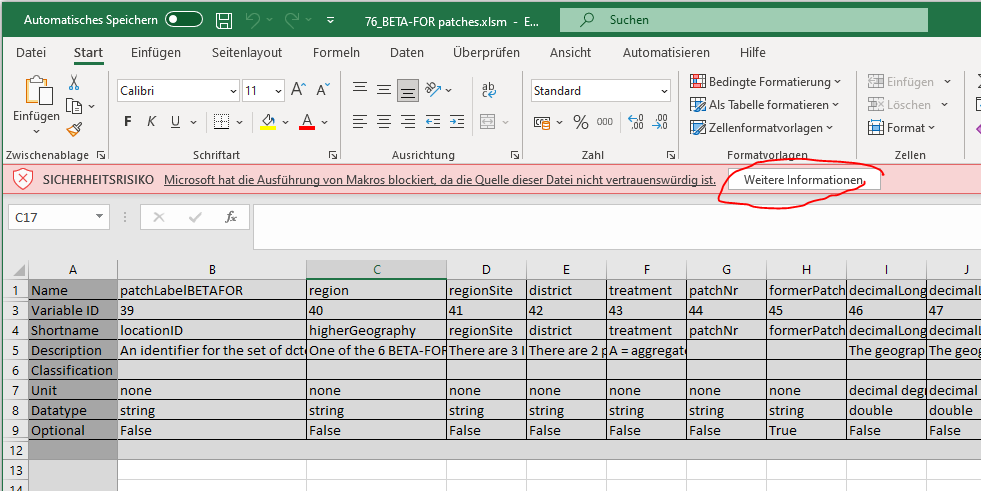 Automatisches Speichern 76_BETA-FOR patches.xlsm - E... Suchen
Datei Start Einfügen Seitenlayout Formeln Daten Überprüfen Ansicht Automatisieren Hilfe
Calibri 11 A A ab c Standard Bedingte Formatierung Einfügen
Einfügen Als Tabelle formatieren Löschen
F K U A % 000 Zellenformatvorlagen Format
Zwischenablage Schriftart Ausrichtung Zahl Formatvorlagen Zellen
SICHERHEITSRISIKO Microsoft hat die Ausführung von Makros blockiert, da die Quelle dieser Datei nicht vertrauenswürdig ist. Weitere Informationen
C17 fx
A B C D E F G H I J
1 Name patchLabelBETAFOR region regionSite district treatment patchNr formerPatch decimalLong decimalL
3 Variable ID 39 40 41 42 43 44 45 46 47
4 Shortname locationID higherGeography regionSite district treatment patchNr formerPatch decimalLong decimalL
5 Description An identifier for the set of dcte One of the 6 BETA-FOR There are 3 There are 2 p A = aggregate The geograp The geog
6 Classification
7 Unit none none none none none none none decimal deg decimal
8 Datatype string string string string string string string double double
9 Optional False False False False False False True False False
12
13
14